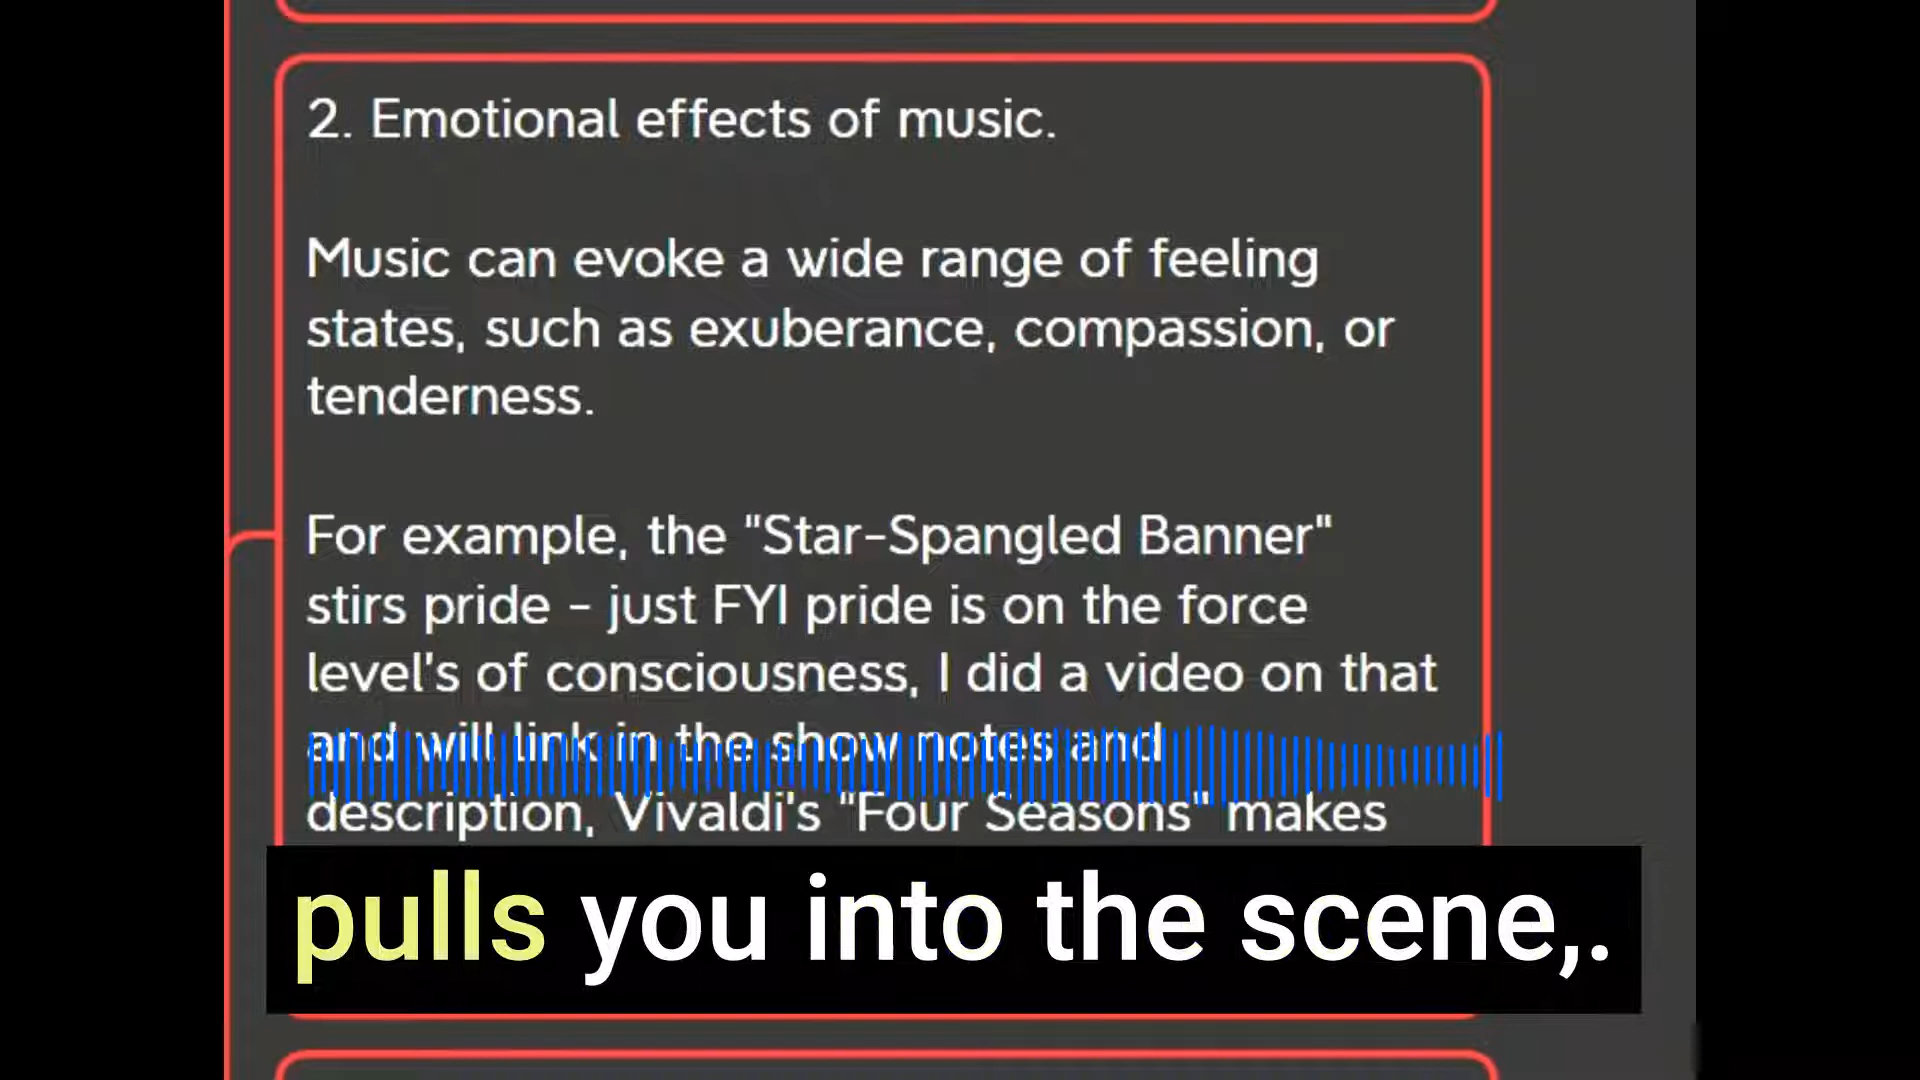 2. Emotional effects of music.
Music can evoke a wide range of feeling
states, such as exuberance, compassion, or
tenderness.
For example, the "Star-Spangled Banner"
stirs pride - just FYI pride is on the force
level's of consciousness, I did a video on that
and will link in the show notes and
description, Vivaldi's "Four Seasons" makes
pulls you into the scene,.